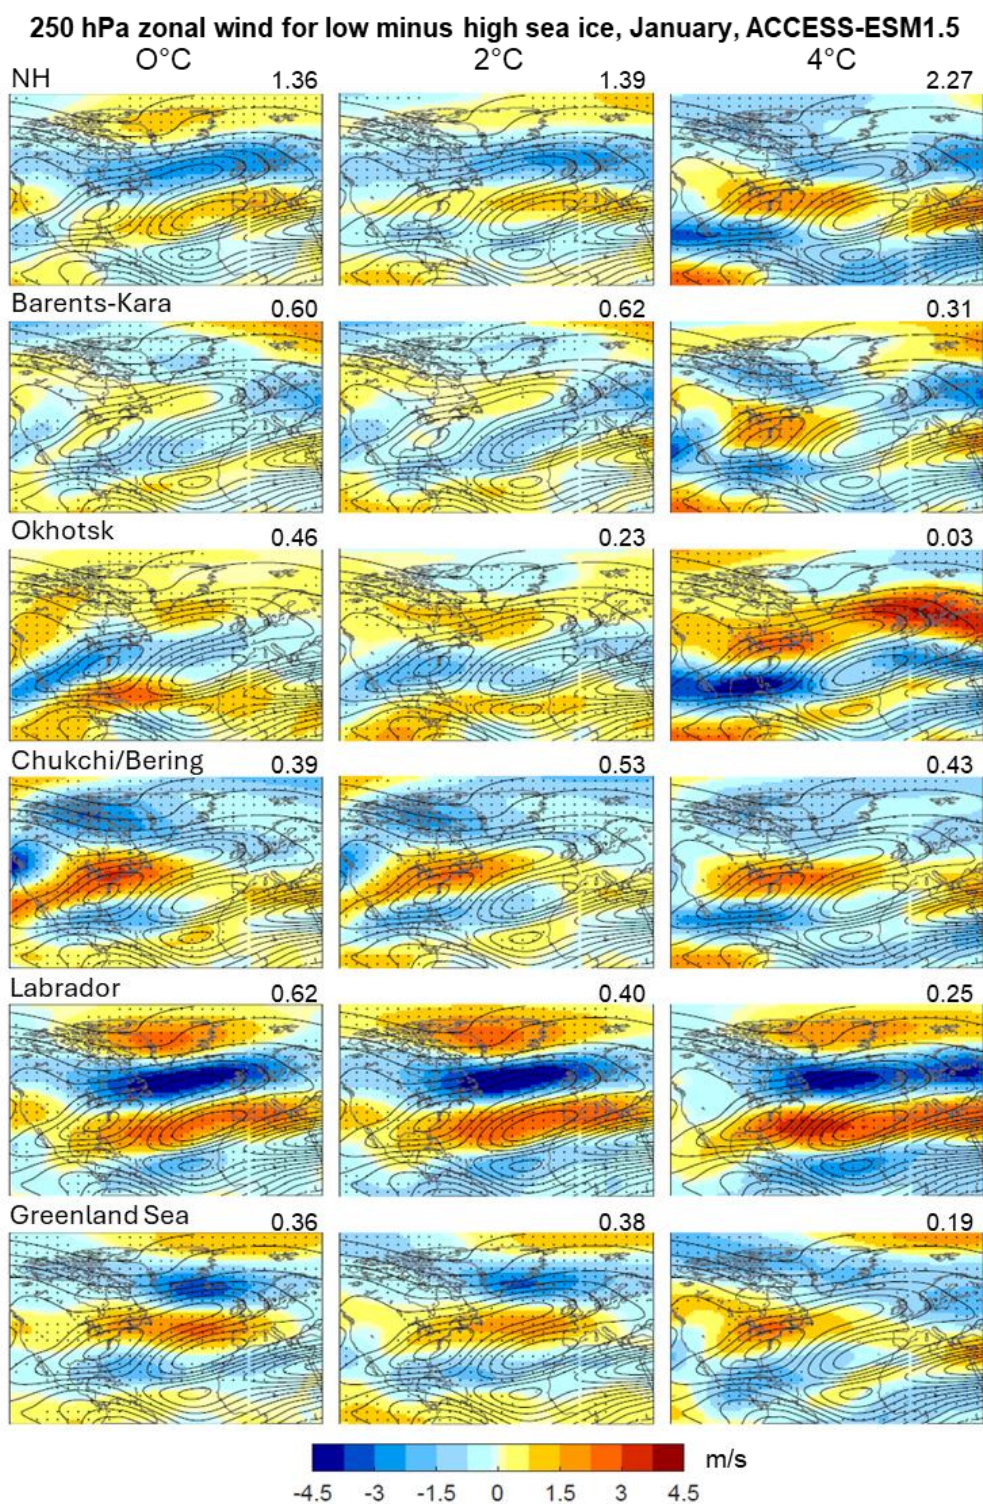 250 hPa zonal wind for low minus high sea ice, January, ACCESS-ESM1.5
O°C 2°C 4°C
NH 1.36 1.39 2.27
Barents-Kara 0.60 0.62 0.31
Okhotsk 0.46 0.23 0.03
Chukchi/Bering 0.39 0.53 0.43
Labrador 0.62 0.40 0.25
Greenland Sea 0.36 0.38 0.19
m/s
-4.5 -3 -1.5 0 1.5 3 4.5